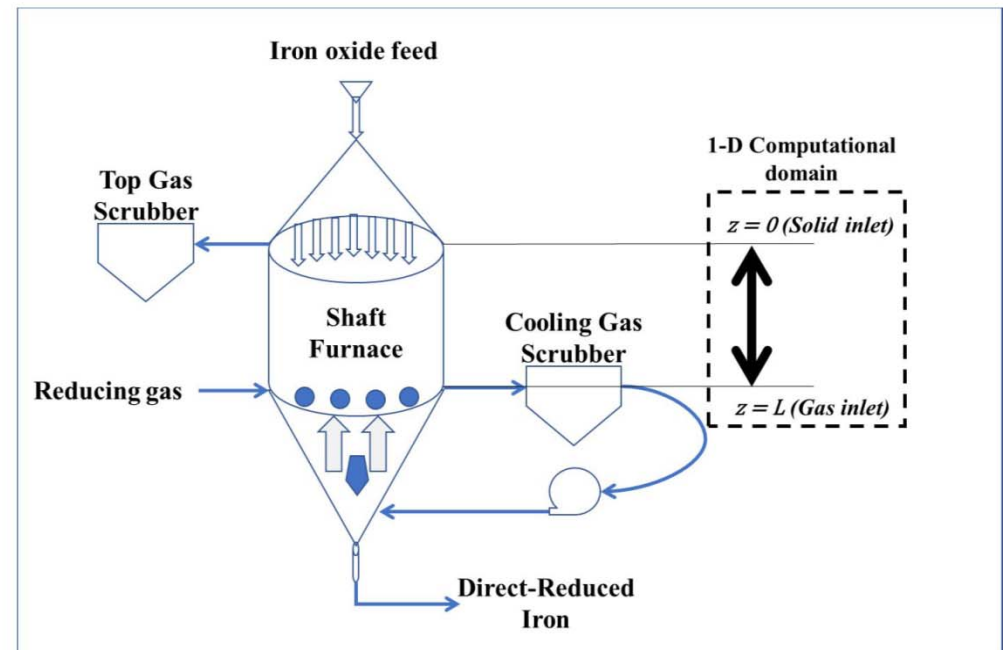 Iron oxide feed
1-D Computational
domain
Top Gas
Scrubber
z = 0 (Solid inlet)
Shaft
Furnace
Cooling Gas
Scrubber
Reducing gas
z = L (Gas inlet)
Direct-Reduced
Iron